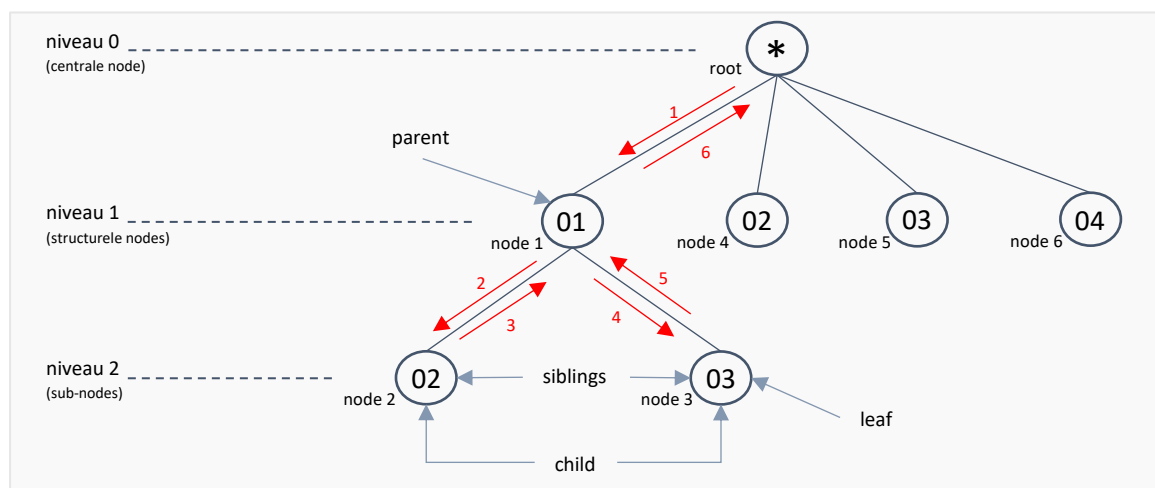 niveau 0
(centrale node)
*
root
1
6
parent
niveau 1
(structurele nodes)
01
node 1
02
node 4
03
node 5
04
node 6
2
3
5
4
niveau 2
(sub-nodes)
02
node 2
siblings
03
node 3
leaf
child